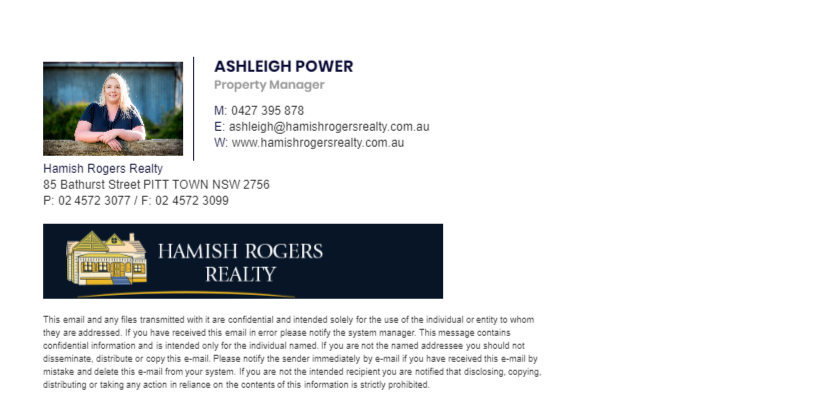 ASHLEIGH POWER
Property Manager
M: 0427 395 878
E: ashleigh@hamishrogersrealty.com.au
W: www.hamishrogersrealty.com.au
Hamish Rogers Realty
85 Bathurst Street PITT TOWN NSW 2756
P: 02 4572 3077 / F: 02 4572 3099
HAMISH ROGERS
REALTY
This email and any files transmitted with it are confidential and intended solely for the use of the individual or entity to whom
they are addressed. If you have received this email in error please notify the system manager. This message contains
confidential information and is intended only for the individual named. If you are not the named addressee you should not
disseminate, distribute or copy this e-mail. Please notify the sender immediately by e-mail if you have received this e-mail by
mistake and delete this e-mail from your system. If you are not the intended recipient you are notified that disclosing, copying,
distributing or taking any action in reliance on the contents of this information is strictly prohibited.